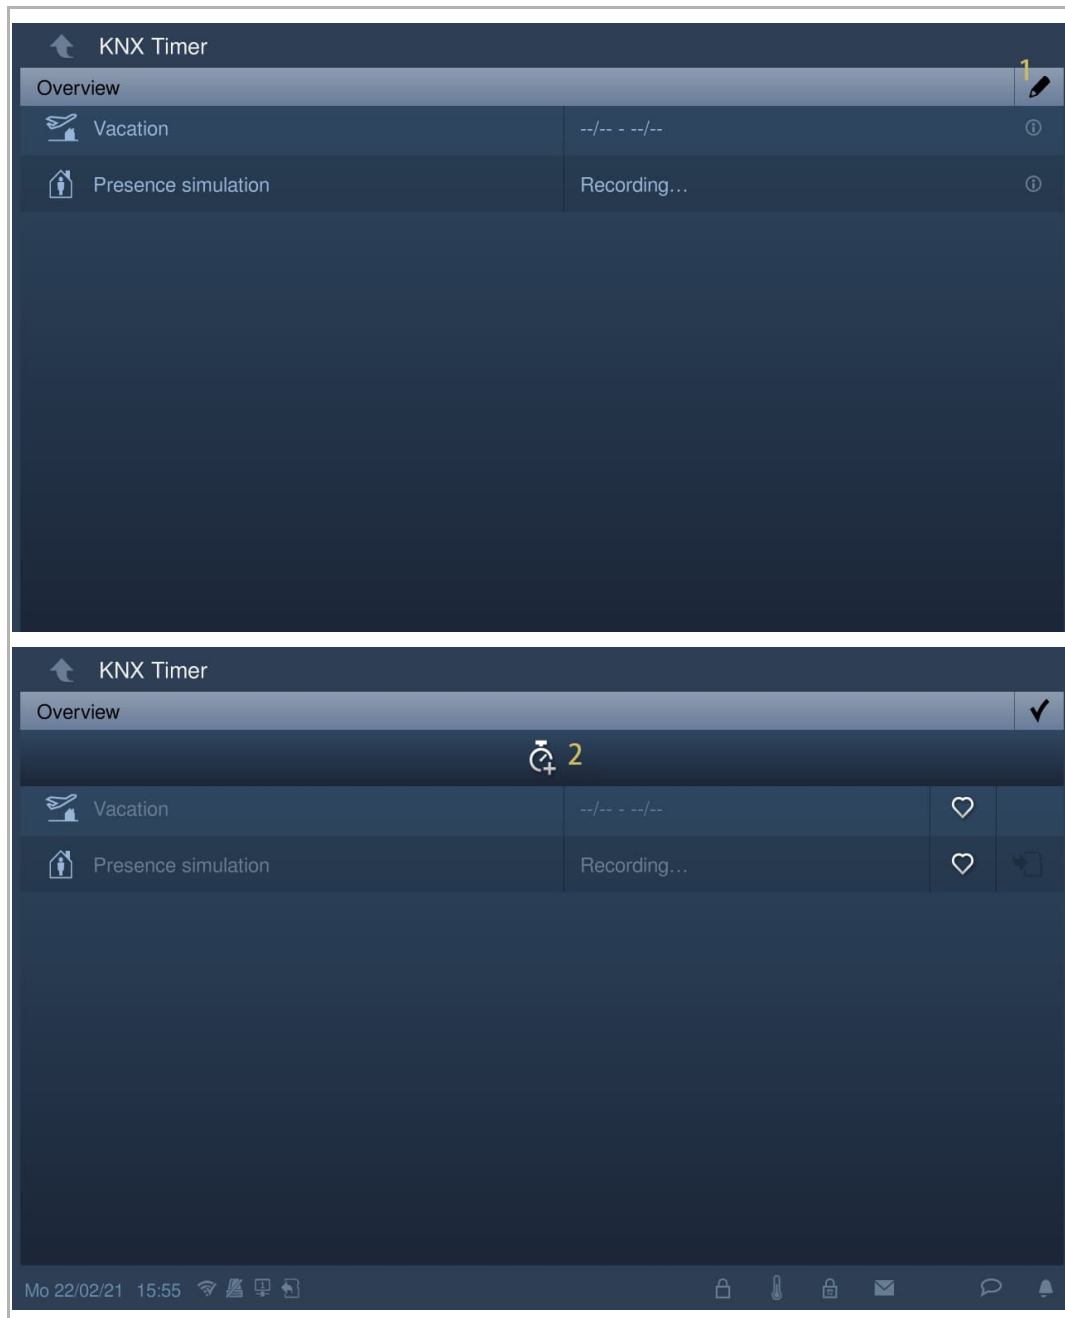 KNX Timer
1
Overview
Vacation --/-- - --/--
Presence simulation Recording...
KNX Timer
Overview
2
Vacation --/-- - --/--
Presence simulation Recording...
Mo 22/02/21 15:55